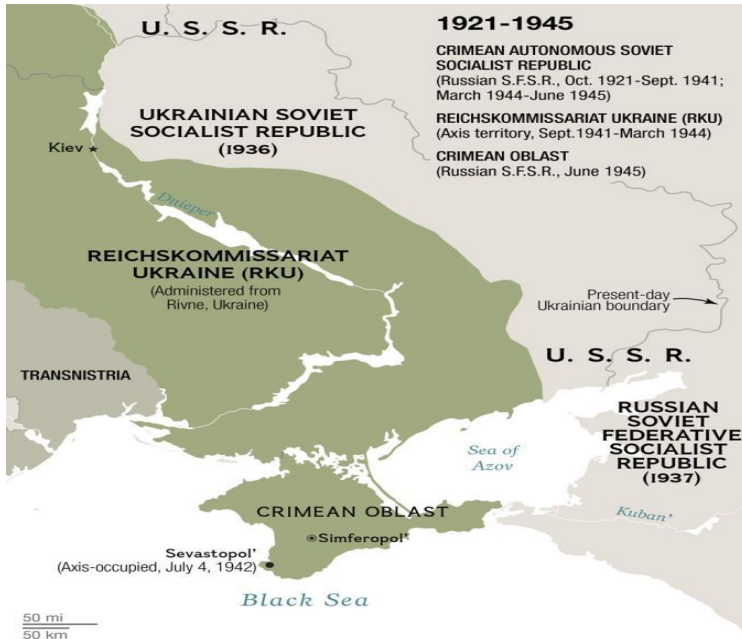 U. S. S. R.
1921-1945
CRIMEAN AUTONOMOUS SOVIET
SOCIALIST REPUBLIC
(Russian S.F.S.R., Oct. 1921-Sept. 1941;
March 1944-June 1945)
REICHSKOMMISSARIAT UKRAINE (RKU)
(Axis territory, Sept.1941-March 1944)
CRIMEAN OBLAST
(Russian S.F.S.R., June 1945)
UKRAINIAN SOVIET
SOCIALIST REPUBLIC
(1936)
Kiev
Dnieper
REICHSKOMMISSARIAT
UKRAINE (RKU)
(Administered from
Rivne, Ukraine)
Present-day
Ukrainian boundary
U. S. S. R.
TRANSNISTRIA
RUSSIAN
SOVIET
FEDERATIVE
SOCIALIST
REPUBLIC
(1937)
Sea of
Azov
Kuban'
CRIMEAN OBLAST
Simferopol'
Sevastopol'
(Axis-occupied, July 4, 1942)
Black Sea
50 mi
50 km